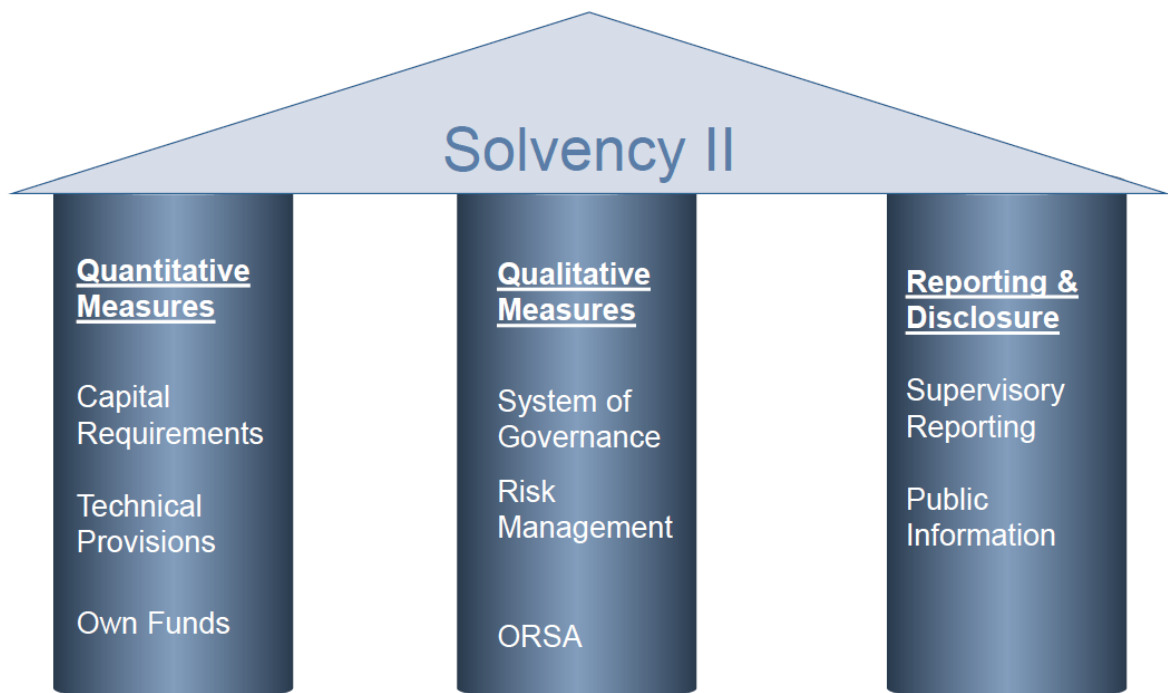 Solvency II
Quantitative
Measures
Capital
Requirements
Technical
Provisions
Own Funds
Qualitative
Measures
System of
Governance
Risk
Management
ORSA
Reporting &
Disclosure
Supervisory
Reporting
Public
Information